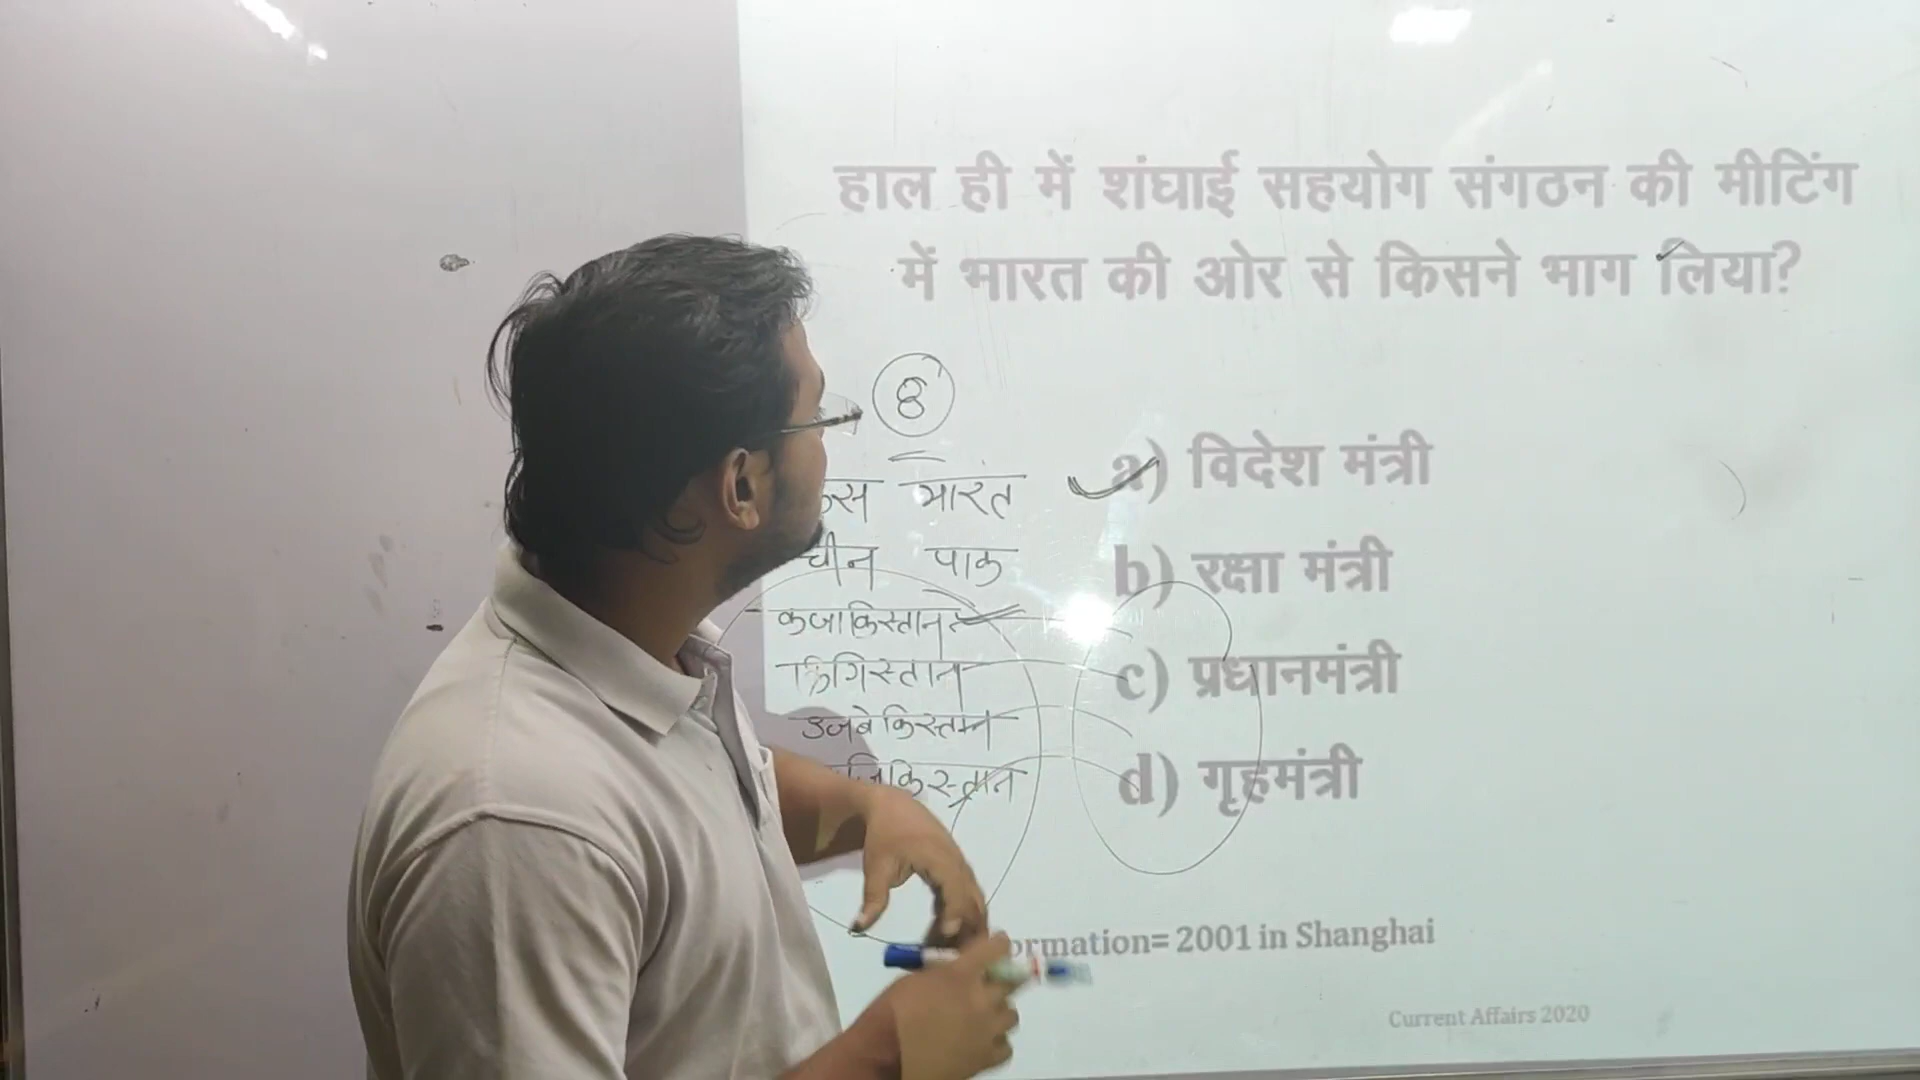 हाल ही में शंघाई सहयोग संगठन की मीटिंग
में भारत की ओर से किसने भाग लिया?
8
भारत
चीन पाक
कजाकिस्तान
उजबेकिस्तान
a) विदेश मंत्री
b) रक्षा मंत्री
c) प्रधानमंत्री
d) गृहमंत्री
ormation= 2001 in Shanghai
Current Affairs 2020